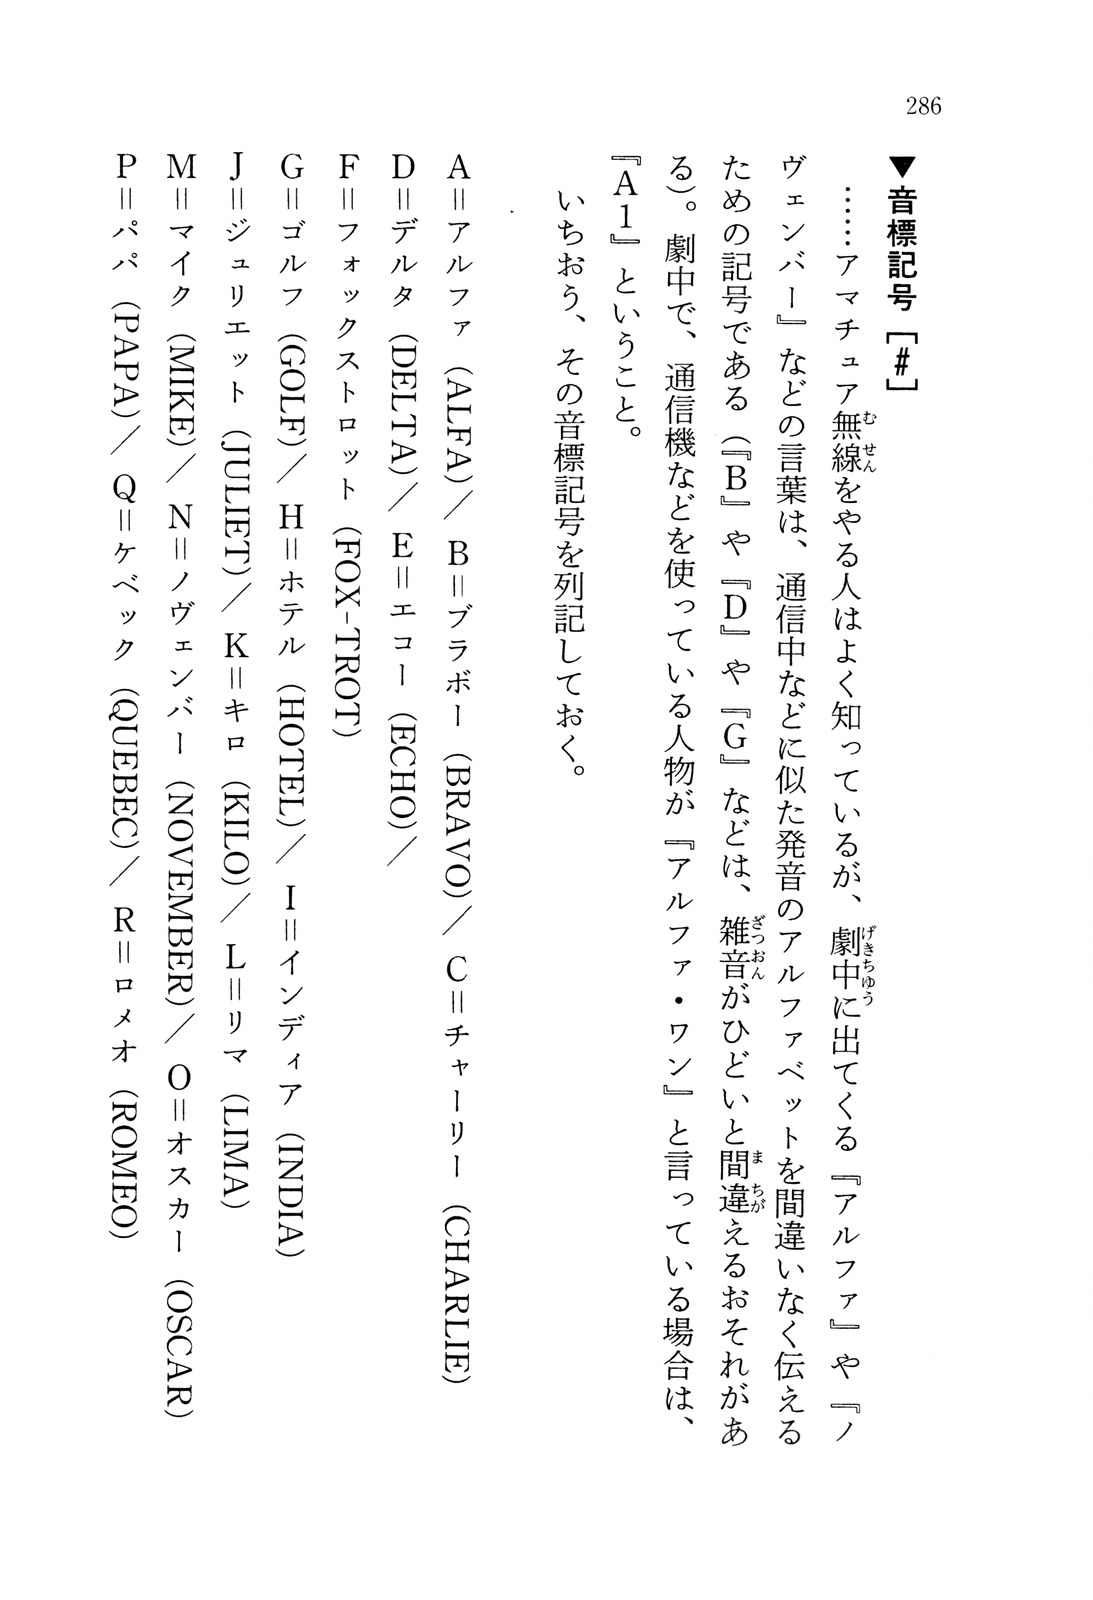 286
▼音標記号［＃］
……アマチュア無線をやる人はよく知っているが、劇中に出てくる『アルファ』や『ノ
ヴェンバー』などの言葉は、通信中などに似た発音のアルファベットを間違いなく伝える
ための記号である（『B』や『D』や『G』などは、雑音がひどいと間違えるおそれがあ
る）。劇中で、通信機などを使っている人物が『アルファ・ワン』と言っている場合は、
『A1』ということ。
いちおう、その音標記号を列記しておく。
A＝アルファ（ALFA）／B＝ブラボー（BRAVO）／C＝チャーリー（CHARLIE）
D＝デルタ（DELTA）／E＝エコー（ECHO）／
F＝フォックストロット（FOX-TROT）
G＝ゴルフ（GOLF）／H＝ホテル（HOTEL）／I＝インディア（INDIA）
J＝ジュリエット（JULIET）／K＝キロ（KILO）／L＝リマ（LIMA）
M＝マイク（MIKE）／N＝ノヴェンバー（NOVEMBER）／O＝オスカー（OSCAR）
P＝パパ（PAPA）／Q＝ケベック（QUEBEC）／R＝ロメオ（ROMEO）